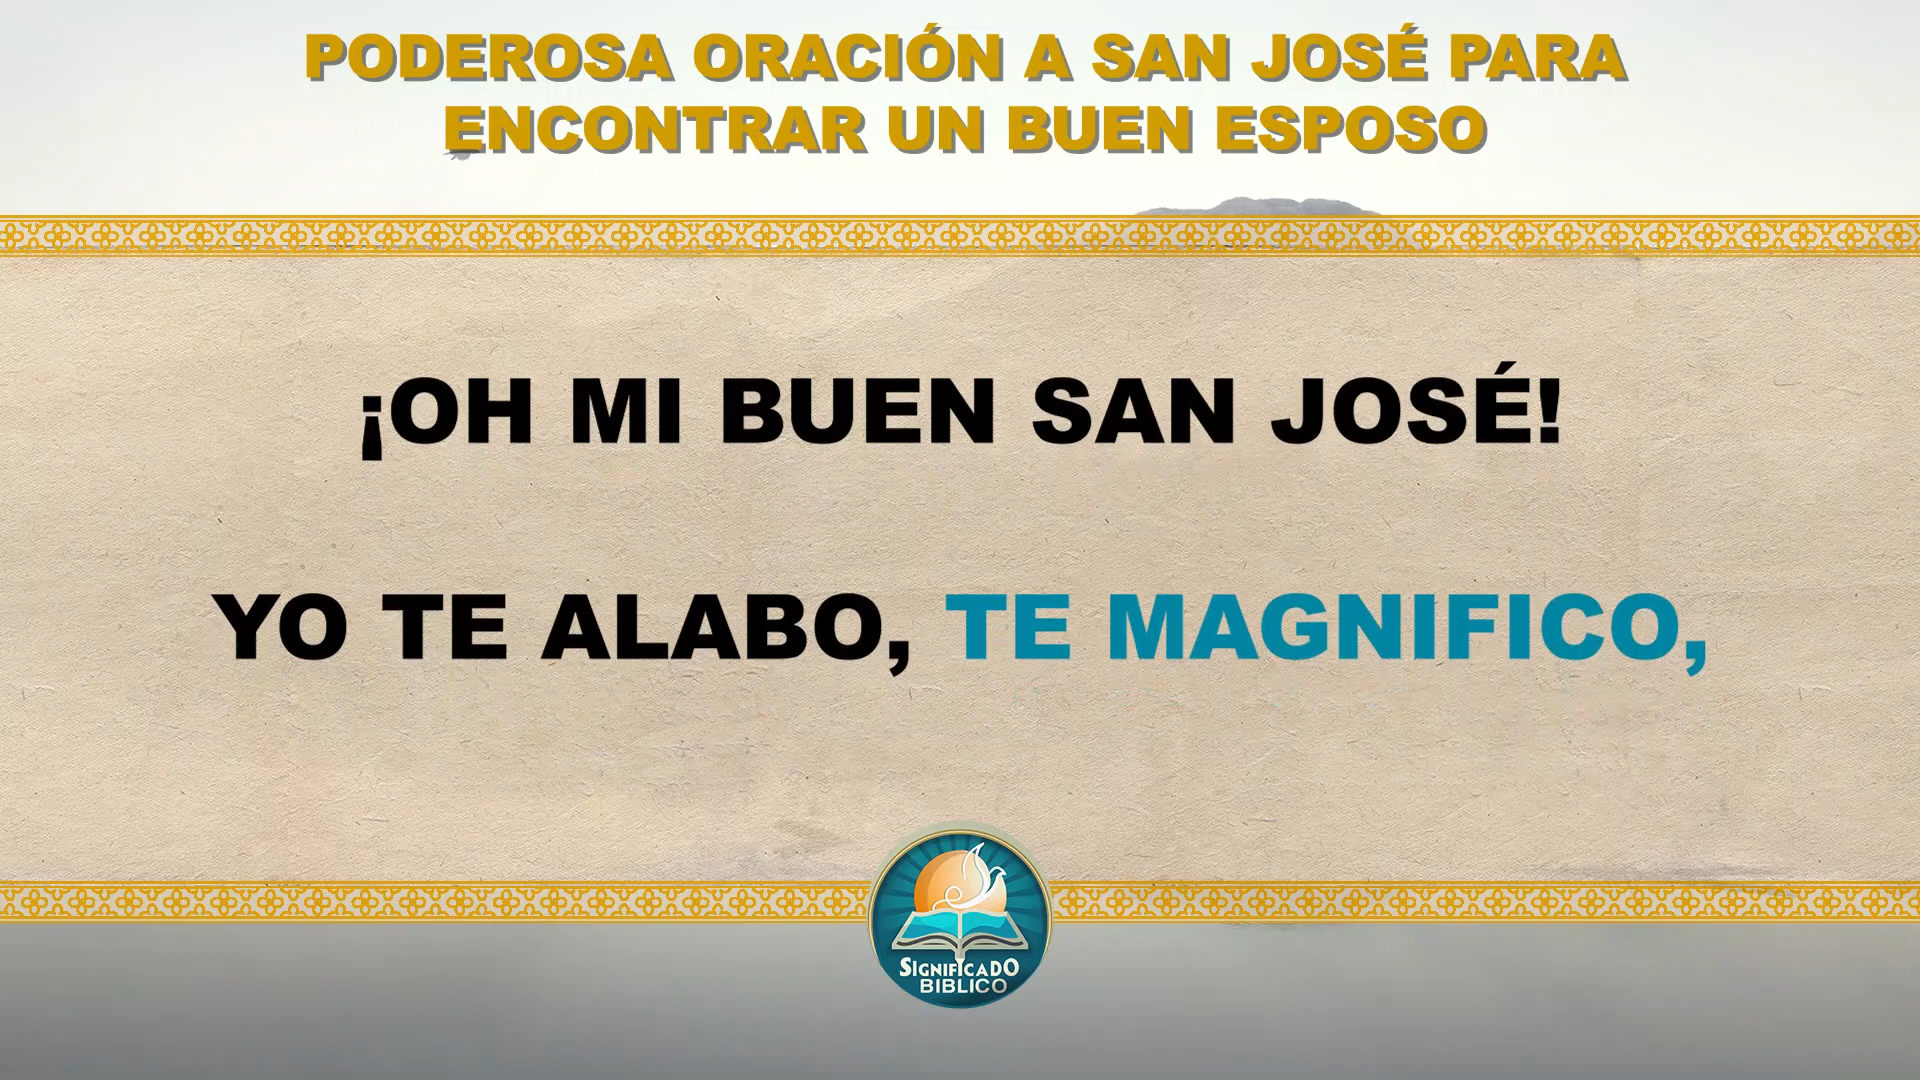 PODEROSA ORACIÓN A SAN JOSÉ PARA
ENCONTRAR UN BUEN ESPOSO
¡OH MI BUEN SAN JOSÉ!
YO TE ALABO, TE MAGNIFICO,
SIGNIFICADO
BIBLICO